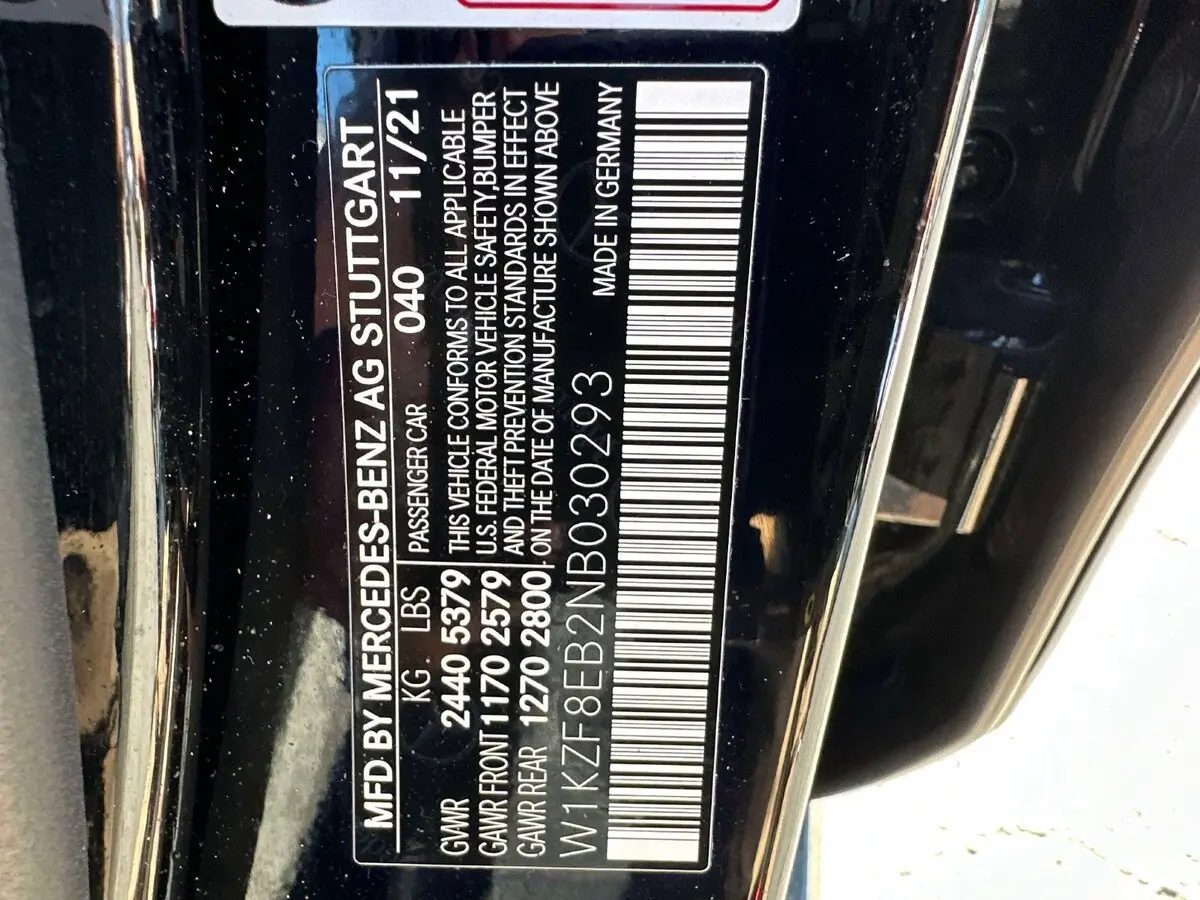 MFD BY MERCEDES-BENZ AG STUTTGART
KG. LBS PASSENGER CAR 040 11/21
GVWR 2440 5379 THIS VEHICLE CONFORMS TO ALL APPLICABLE
GAWR FRONT 1170 2579 U.S. FEDERAL MOTOR VEHICLE SAFETY,BUMPER
GAWR REAR 1270 2800 AND THEFT PREVENTION STANDARDS IN EFFECT
ON THE DATE OF MANUFACTURE SHOWN ABOVE
W1KZF8EB2NB030293 MADE IN GERMANY